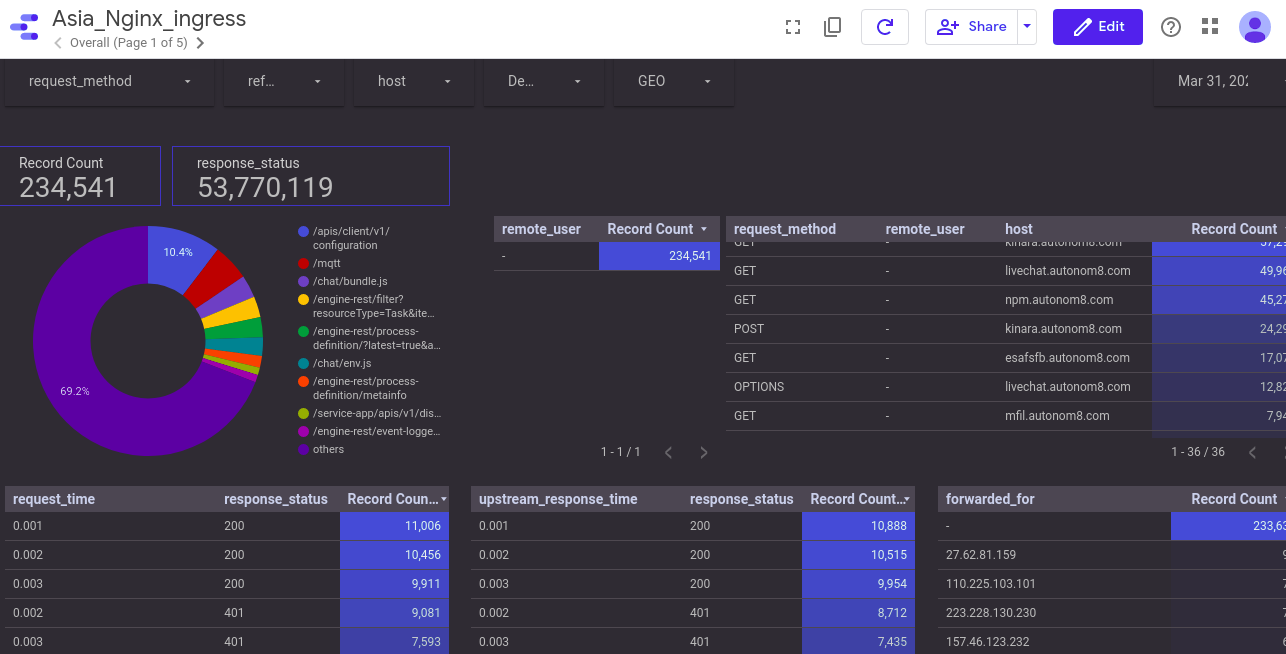 Asia_Nginx_ingress
Overall (Page 1 of 5)
Share
Edit
request_method
ref...
host
De...
GEO
Mar 31, 202
Record Count
234,541
response_status
53,770,119
10.4%
69.2%
/apis/client/v1/
configuration
/mqtt
/chat/bundle.js
/engine-rest/filter?
resourceType=Task&ite...
/engine-rest/process-
definition/?latest=true&a...
/chat/env.js
/engine-rest/process-
definition/metainfo
/service-app/apis/v1/dis...
/engine-rest/event-logge...
others
remote_user Record Count
- 234,541
1 - 1 / 1
request_method remote_user host Record Count
GET - kinara.autonom8.com 37,2
GET - livechat.autonom8.com 49,96
GET - npm.autonom8.com 45,27
POST - kinara.autonom8.com 24,29
GET - esafsfb.autonom8.com 17,07
OPTIONS - livechat.autonom8.com 12,82
GET - mfil.autonom8.com 7,94
1 - 36 / 36
request_time response_status Record Coun...
0.001 200 11,006
0.002 200 10,456
0.003 200 9,911
0.002 401 9,081
0.003 401 7,593
upstream_response_time response_status Record Count...
0.001 200 10,888
0.002 200 10,515
0.003 200 9,954
0.002 401 8,712
0.003 401 7,435
forwarded_for Record Count
- 233,63
27.62.81.159
110.225.103.101
223.228.130.230
157.46.123.232